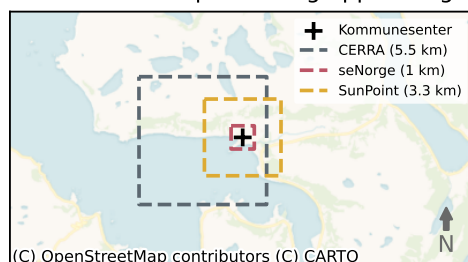 Kommunesenter
CERRA (5.5 km)
seNorge (1 km)
SunPoint (3.3 km)
N
(C) OpenStreetMap contributors (C) CARTO